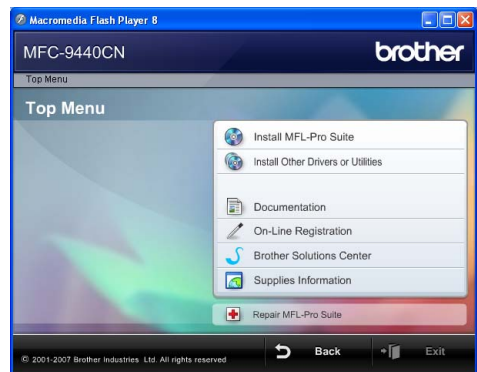 Macromedia Flash Player 8
MFC-9440CN
brother
Top Menu
Top Menu
Install MFL-Pro Suite
Install Other Drivers or Utilities
Documentation
On-Line Registration
Brother Solutions Center
Supplies Information
Repair MFL-Pro Suite
© 2001-2007 Brother Industries Ltd. All rights reserved
Back
Exit